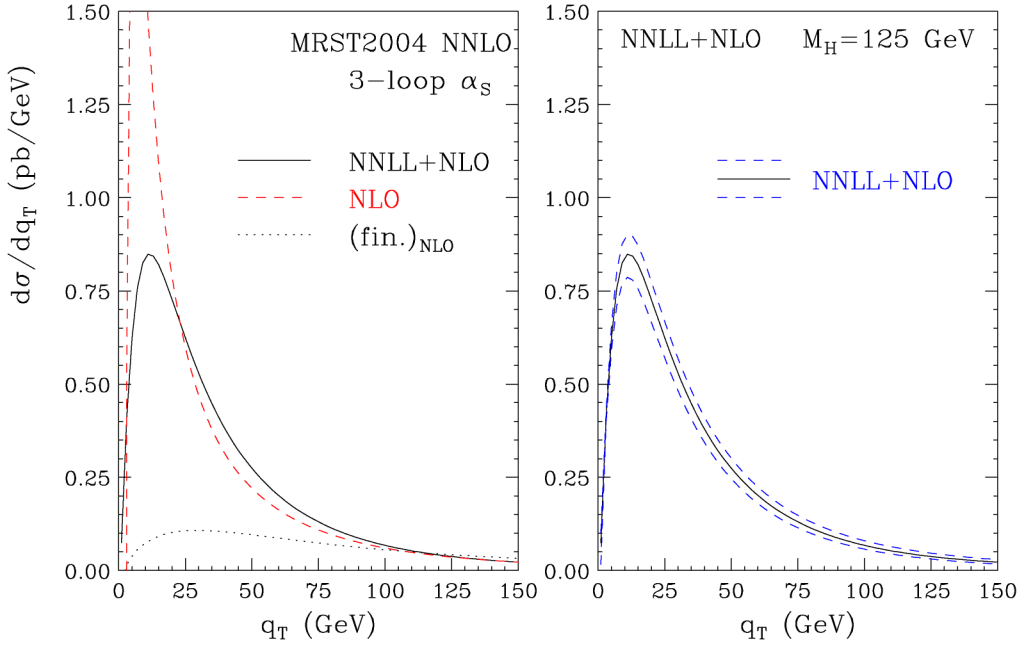 MRST2004 NNLO
3−loop α_S
NNLL+NLO
NLO
(fin.)_NLO
dσ/dq_T (pb/GeV)
1.50
1.25
1.00
0.75
0.50
0.25
0.00
0 25 50 75 100 125 150
q_T (GeV)
NNLL+NLO M_H=125 GeV
NNLL+NLO
1.50
1.25
1.00
0.75
0.50
0.25
0.00
0 25 50 75 100 125 150
q_T (GeV)